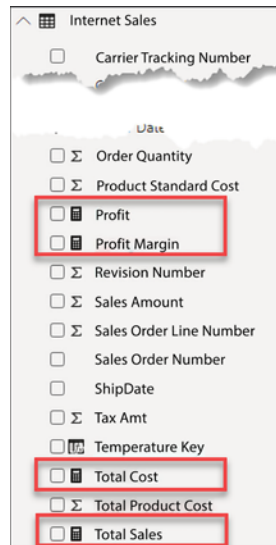 Internet Sales
Carrier Tracking Number
Date
Order Quantity
Product Standard Cost
Profit
Profit Margin
Revision Number
Sales Amount
Sales Order Line Number
Sales Order Number
ShipDate
Tax Amt
Temperature Key
Total Cost
Total Product Cost
Total Sales